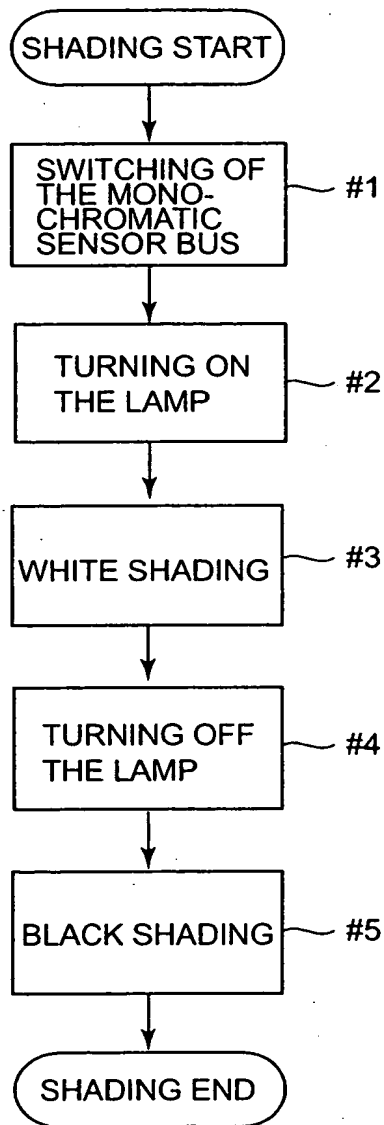 SHADING START
SWITCHING OF
THE MONO-
CHROMATIC
SENSOR BUS
#1
TURNING ON
THE LAMP
#2
WHITE SHADING
#3
TURNING OFF
THE LAMP
#4
BLACK SHADING
#5
SHADING END